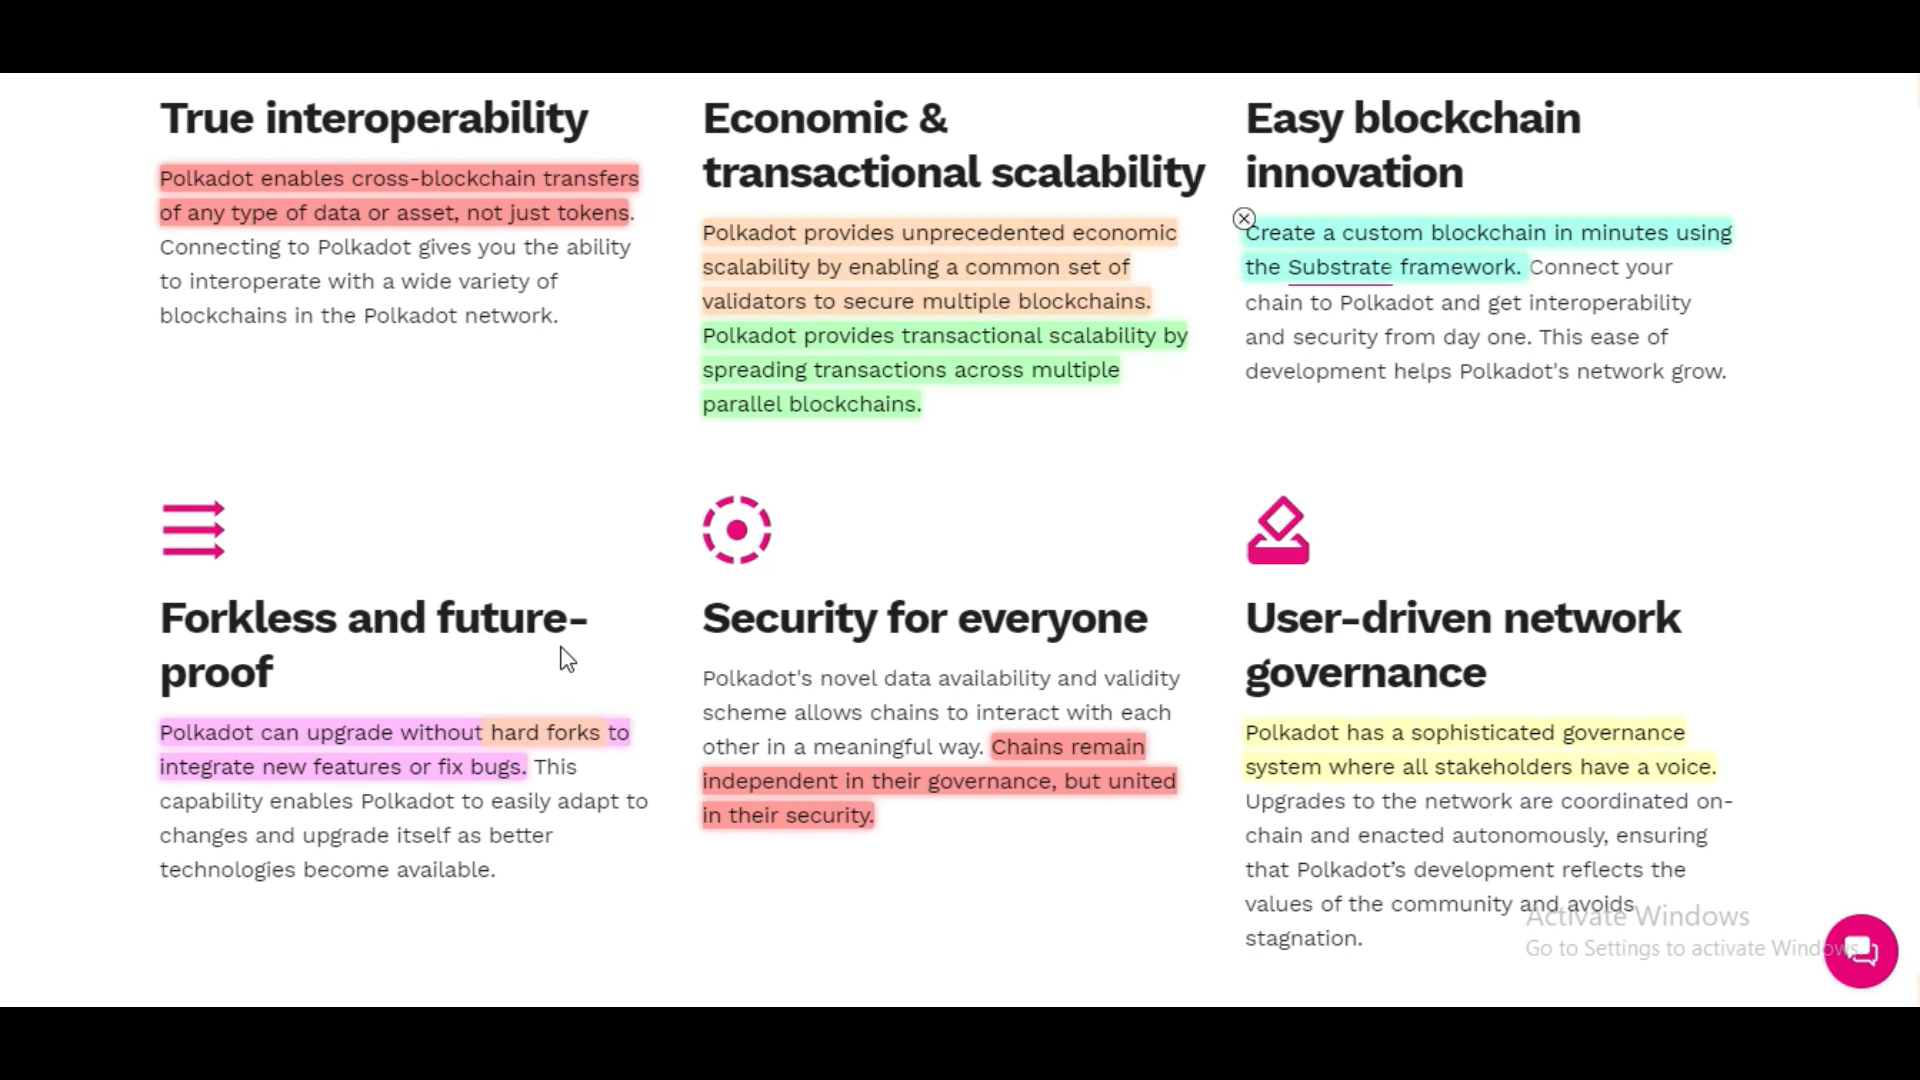 True interoperability
Polkadot enables cross-blockchain transfers
of any type of data or asset, not just tokens.
Connecting to Polkadot gives you the ability
to interoperate with a wide variety of
blockchains in the Polkadot network.
Economic &
transactional scalability
Polkadot provides unprecedented economic
scalability by enabling a common set of
validators to secure multiple blockchains.
Polkadot provides transactional scalability by
spreading transactions across multiple
parallel blockchains.
Easy blockchain
innovation
Create a custom blockchain in minutes using
the Substrate framework. Connect your
chain to Polkadot and get interoperability
and security from day one. This ease of
development helps Polkadot's network grow.
Forkless and future-
proof
Polkadot can upgrade without hard forks to
integrate new features or fix bugs. This
capability enables Polkadot to easily adapt to
changes and upgrade itself as better
technologies become available.
Security for everyone
Polkadot's novel data availability and validity
scheme allows chains to interact with each
other in a meaningful way. Chains remain
independent in their governance, but united
in their security.
User-driven network
governance
Polkadot has a sophisticated governance
system where all stakeholders have a voice.
Upgrades to the network are coordinated on-
chain and enacted autonomously, ensuring
that Polkadot’s development reflects the
values of the community and avoids
stagnation.
Activate Windows
Go to Settings to activate Windows.